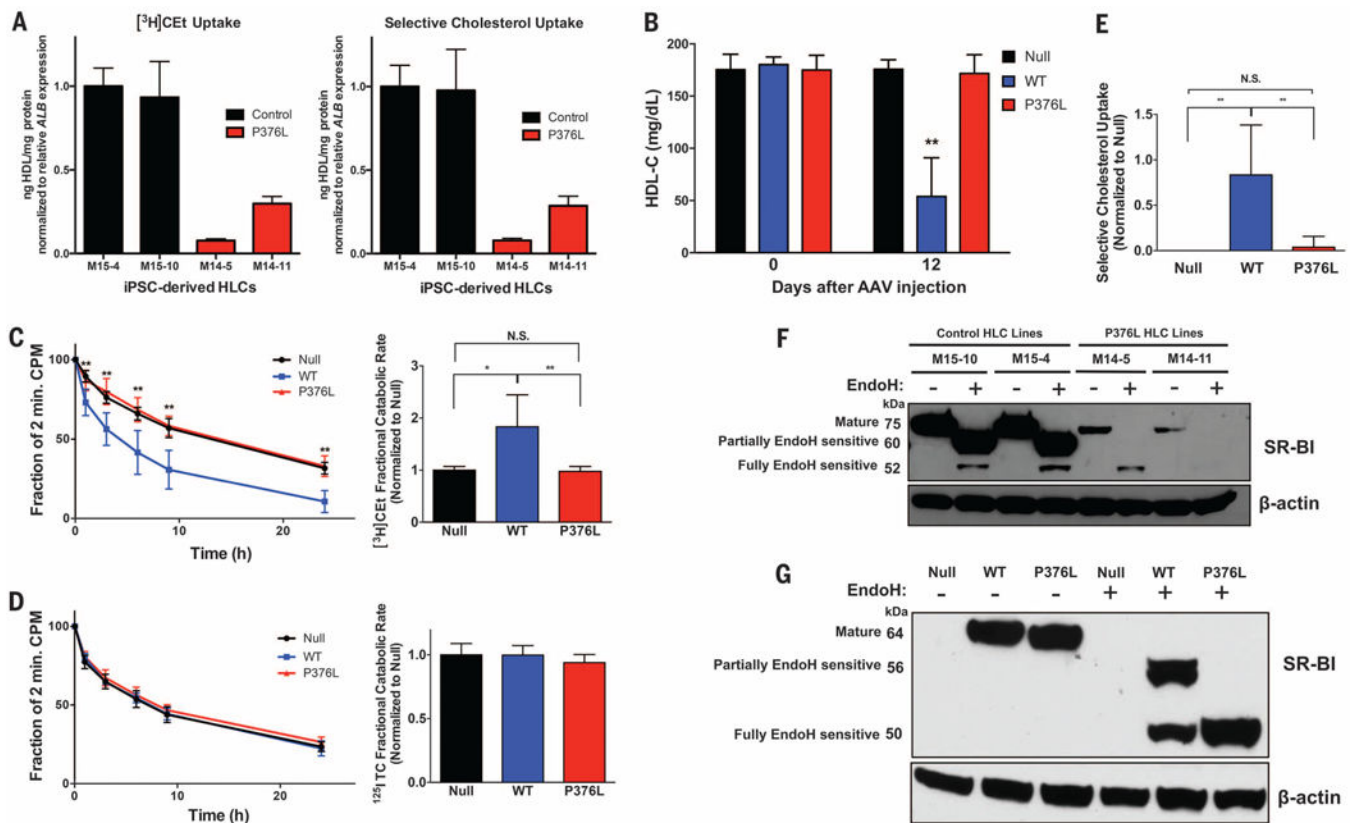 A
[³H]CEt Uptake
ng HDL/mg protein
normalized to relative ALB expression
1.0
0.5
0.0
Control
P376L
M15-4 M15-10 M14-5 M14-11
iPSC-derived HLCs
Selective Cholesterol Uptake
ng HDL/mg protein
normalized to relative ALB expression
1.0
0.5
0.0
Control
P376L
M15-4 M15-10 M14-5 M14-11
iPSC-derived HLCs
B
HDL-C (mg/dL)
200
150
100
50
0
**
Null
WT
P376L
0 12
Days after AAV injection
E
Selective Cholesterol Uptake
(Normalized to Null)
N.S.
** **
1.5
1.0
0.5
0.0
Null WT P376L
C
Fraction of 2 min. CPM
100
50
0
** ** ** ** **
Null
WT
P376L
0 10 20
Time (h)
[³H]CEt Fractional Catabolic Rate
(Normalized to Null)
N.S.
* **
3
2
1
0
Null WT P376L
D
Fraction of 2 min. CPM
100
50
0
Null
WT
P376L
0 10 20
Time (h)
¹²⁵I TC Fractional Catabolic Rate
(Normalized to Null)
1.0
0.5
0.0
Null WT P376L
F
Control HLC Lines P376L HLC Lines
M15-10 M15-4 M14-5 M14-11
EndoH: - + - + - + - +
kDa
Mature 75
Partially EndoH sensitive 60
Fully EndoH sensitive 52
SR-BI
β-actin
G
Null WT P376L Null WT P376L
EndoH: - - - + + +
kDa
Mature 64
Partially EndoH sensitive 56
Fully EndoH sensitive 50
SR-BI
β-actin